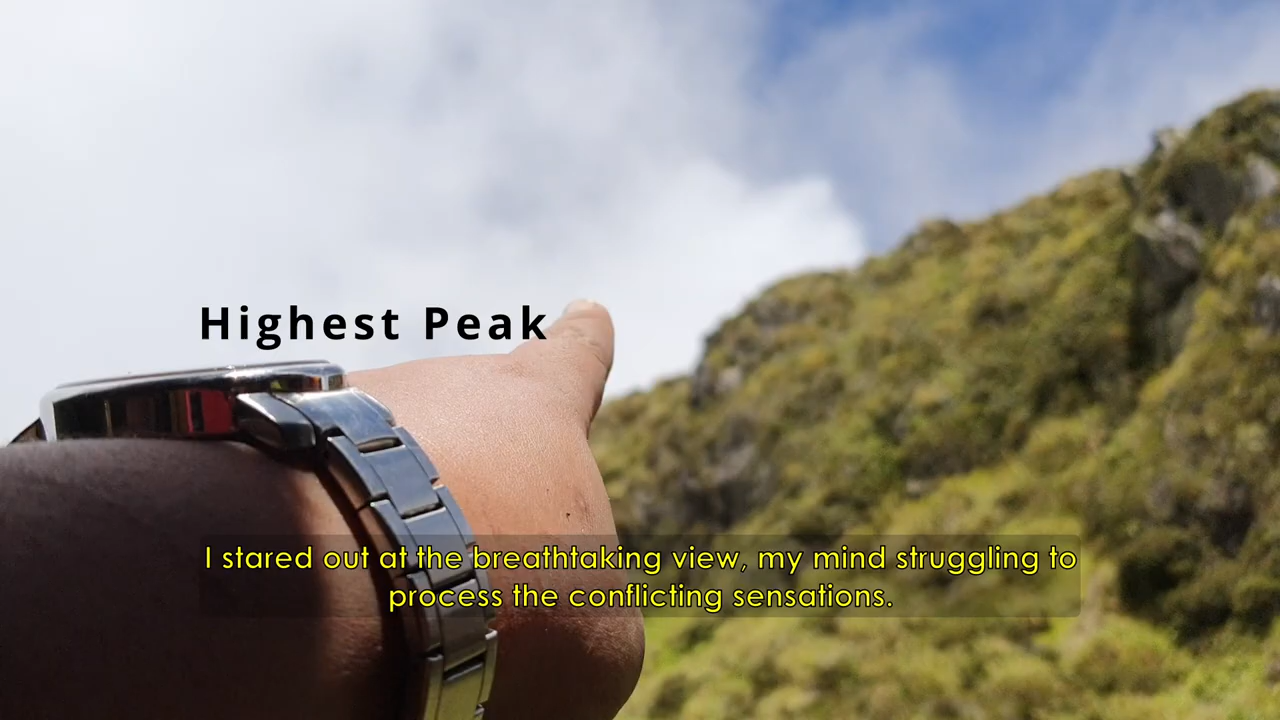 Highest Peak
I stared out at the breathtaking view, my mind struggling to
process the conflicting sensations.